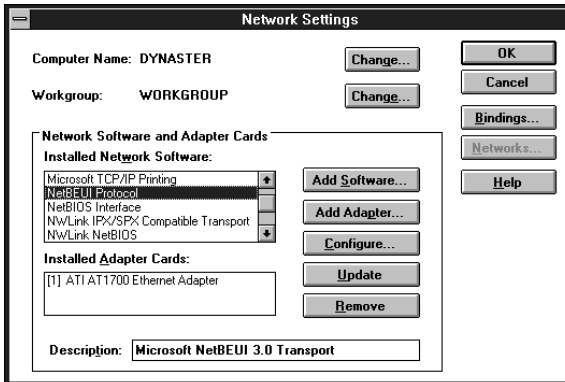 Network Settings
Computer Name: DYNASTER
Change...
Workgroup: WORKGROUP
Change...
OK
Cancel
Bindings...
Networks...
Help
Network Software and Adapter Cards
Installed Network Software:
Microsoft TCP/IP Printing
NetBEUI Protocol
NetBIOS Interface
NWLink IPX/SPX Compatible Transport
NWLink NetBIOS
Add Software...
Add Adapter...
Configure...
Update
Remove
Installed Adapter Cards:
[1] ATI AT1700 Ethernet Adapter
Description: Microsoft NetBEUI 3.0 Transport